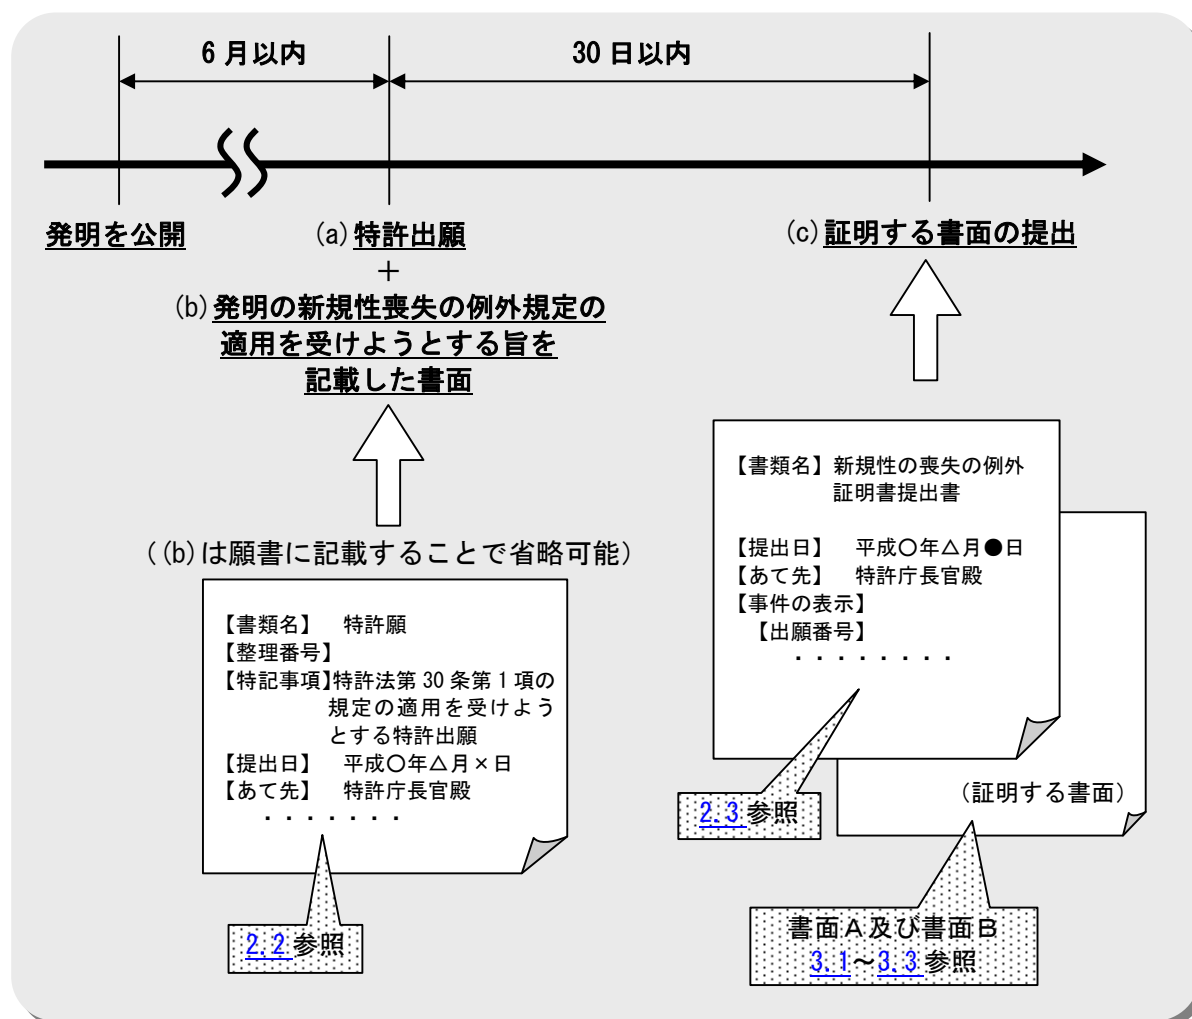 6 月以内
30 日以内
発明を公開
(a)特許出願
＋
(b)発明の新規性喪失の例外規定の
適用を受けようとする旨を
記載した書面
((b)は願書に記載することで省略可能)
【書類名】 特許願
【整理番号】
【特記事項】特許法第 30 条第 1 項の
規定の適用を受けよう
とする特許出願
【提出日】 平成〇年△月×日
【あて先】 特許庁長官殿
・・・・・・・
2.2 参照
(c)証明する書面の提出
【書類名】新規性の喪失の例外
証明書提出書
【提出日】 平成〇年△月●日
【あて先】 特許庁長官殿
【事件の表示】
【出願番号】
・・・・・・・・
2.3 参照
（証明する書面）
書面Ａ及び書面Ｂ
3.1～3.3 参照